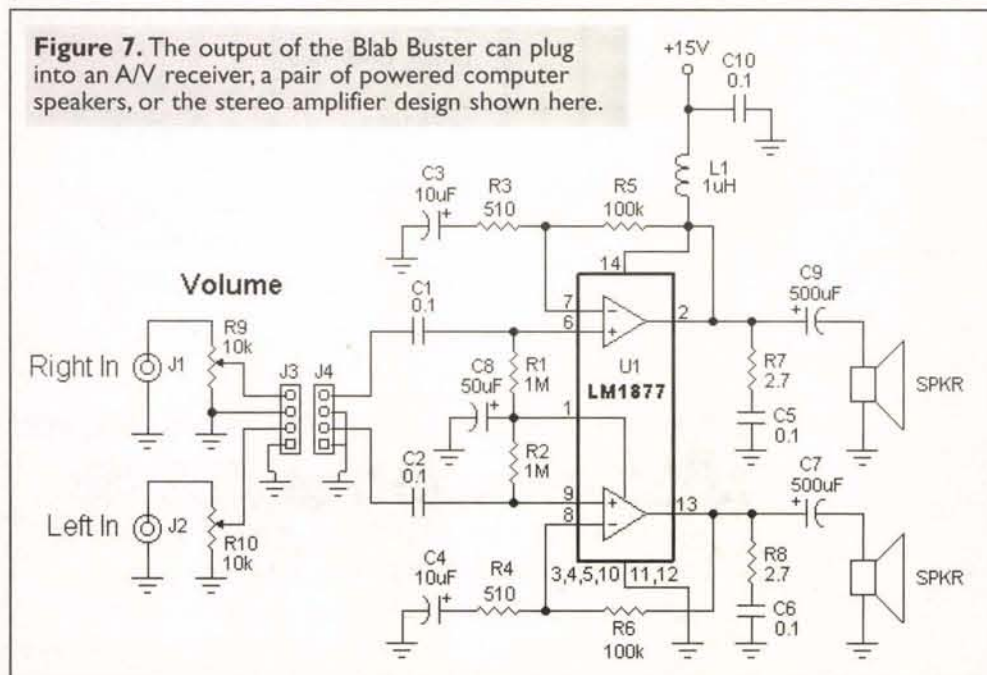 Figure 7. The output of the Blab Buster can plug
into an A/V receiver, a pair of powered computer
speakers, or the stereo amplifier design shown here.
+15V
C10
0.1
L1
1uH
C3
10uF
+
R3
510
R5
100k
14
Volume
C1
0.1
7
-
6
+
2
C9
500uF
+
R9
10k
Right In
J1
J3
J4
R1
1M
U1
LM1877
R7
2.7
SPKR
C8
50uF
+
1
C5
0.1
R2
1M
C2
0.1
C7
500uF
+
9
+
8
-
13
Left In
J2
R10
10k
R8
2.7
SPKR
C4
10uF
+
R4
510
3,4,5,10
11,12
C6
0.1
R6
100k